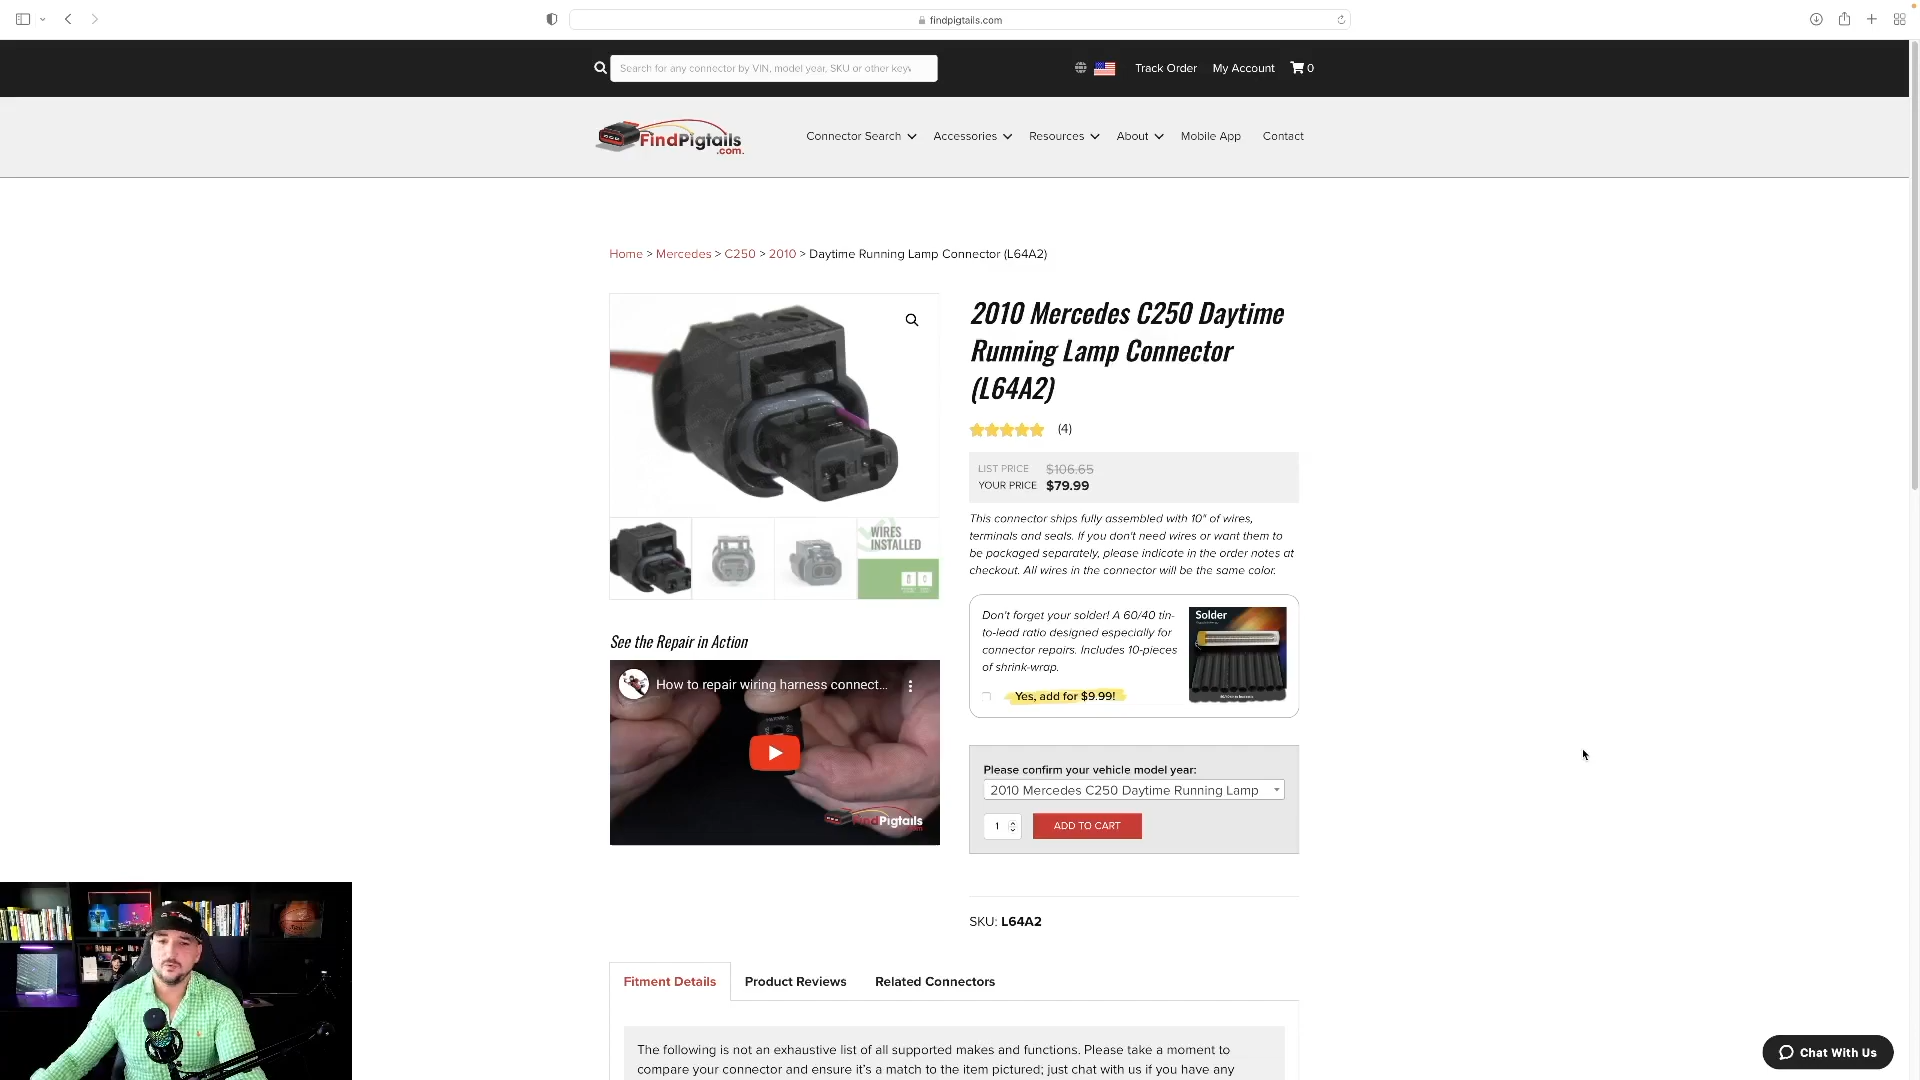 findpigtails.com
Search for any connector by VIN, model year, SKU or other keyw
Track Order
My Account
0
FindPigtails
.com.
Connector Search
Accessories
Resources
About
Mobile App
Contact
Home > Mercedes > C250 > 2010 > Daytime Running Lamp Connector (L64A2)
2010 Mercedes C250 Daytime
Running Lamp Connector
(L64A2)
(4)
LIST PRICE $106.65
YOUR PRICE $79.99
This connector ships fully assembled with 10" of wires,
terminals and seals. If you don't need wires or want them to
be packaged separately, please indicate in the order notes at
checkout. All wires in the connector will be the same color.
WIRES
INSTALLED
Don't forget your solder! A 60/40 tin-
to-lead ratio designed especially for
connector repairs. Includes 10-pieces
of shrink-wrap.
Yes, add for $9.99!
Solder
See the Repair in Action
How to repair wiring harness connect...
FindPigtails
Please confirm your vehicle model year:
2010 Mercedes C250 Daytime Running Lamp
1
ADD TO CART
SKU: L64A2
Fitment Details
Product Reviews
Related Connectors
The following is not an exhaustive list of all supported makes and functions. Please take a moment to
compare your connector and ensure it's a match to the item pictured; just chat with us if you have any
Chat With Us